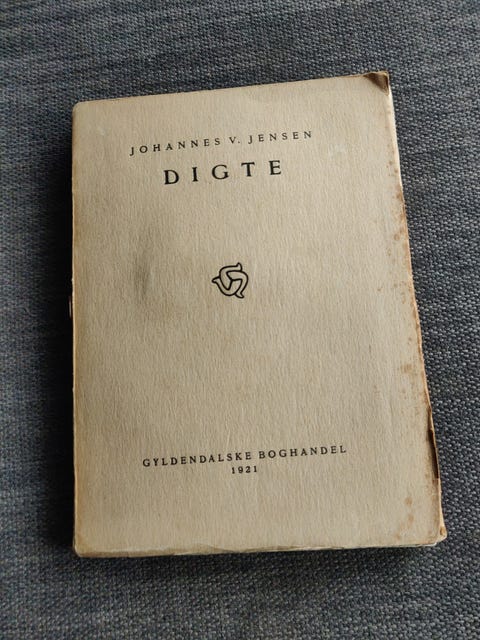 JOHANNES V. JENSEN
DIGTE
GYLDENDALSKE BOGHANDEL
1921